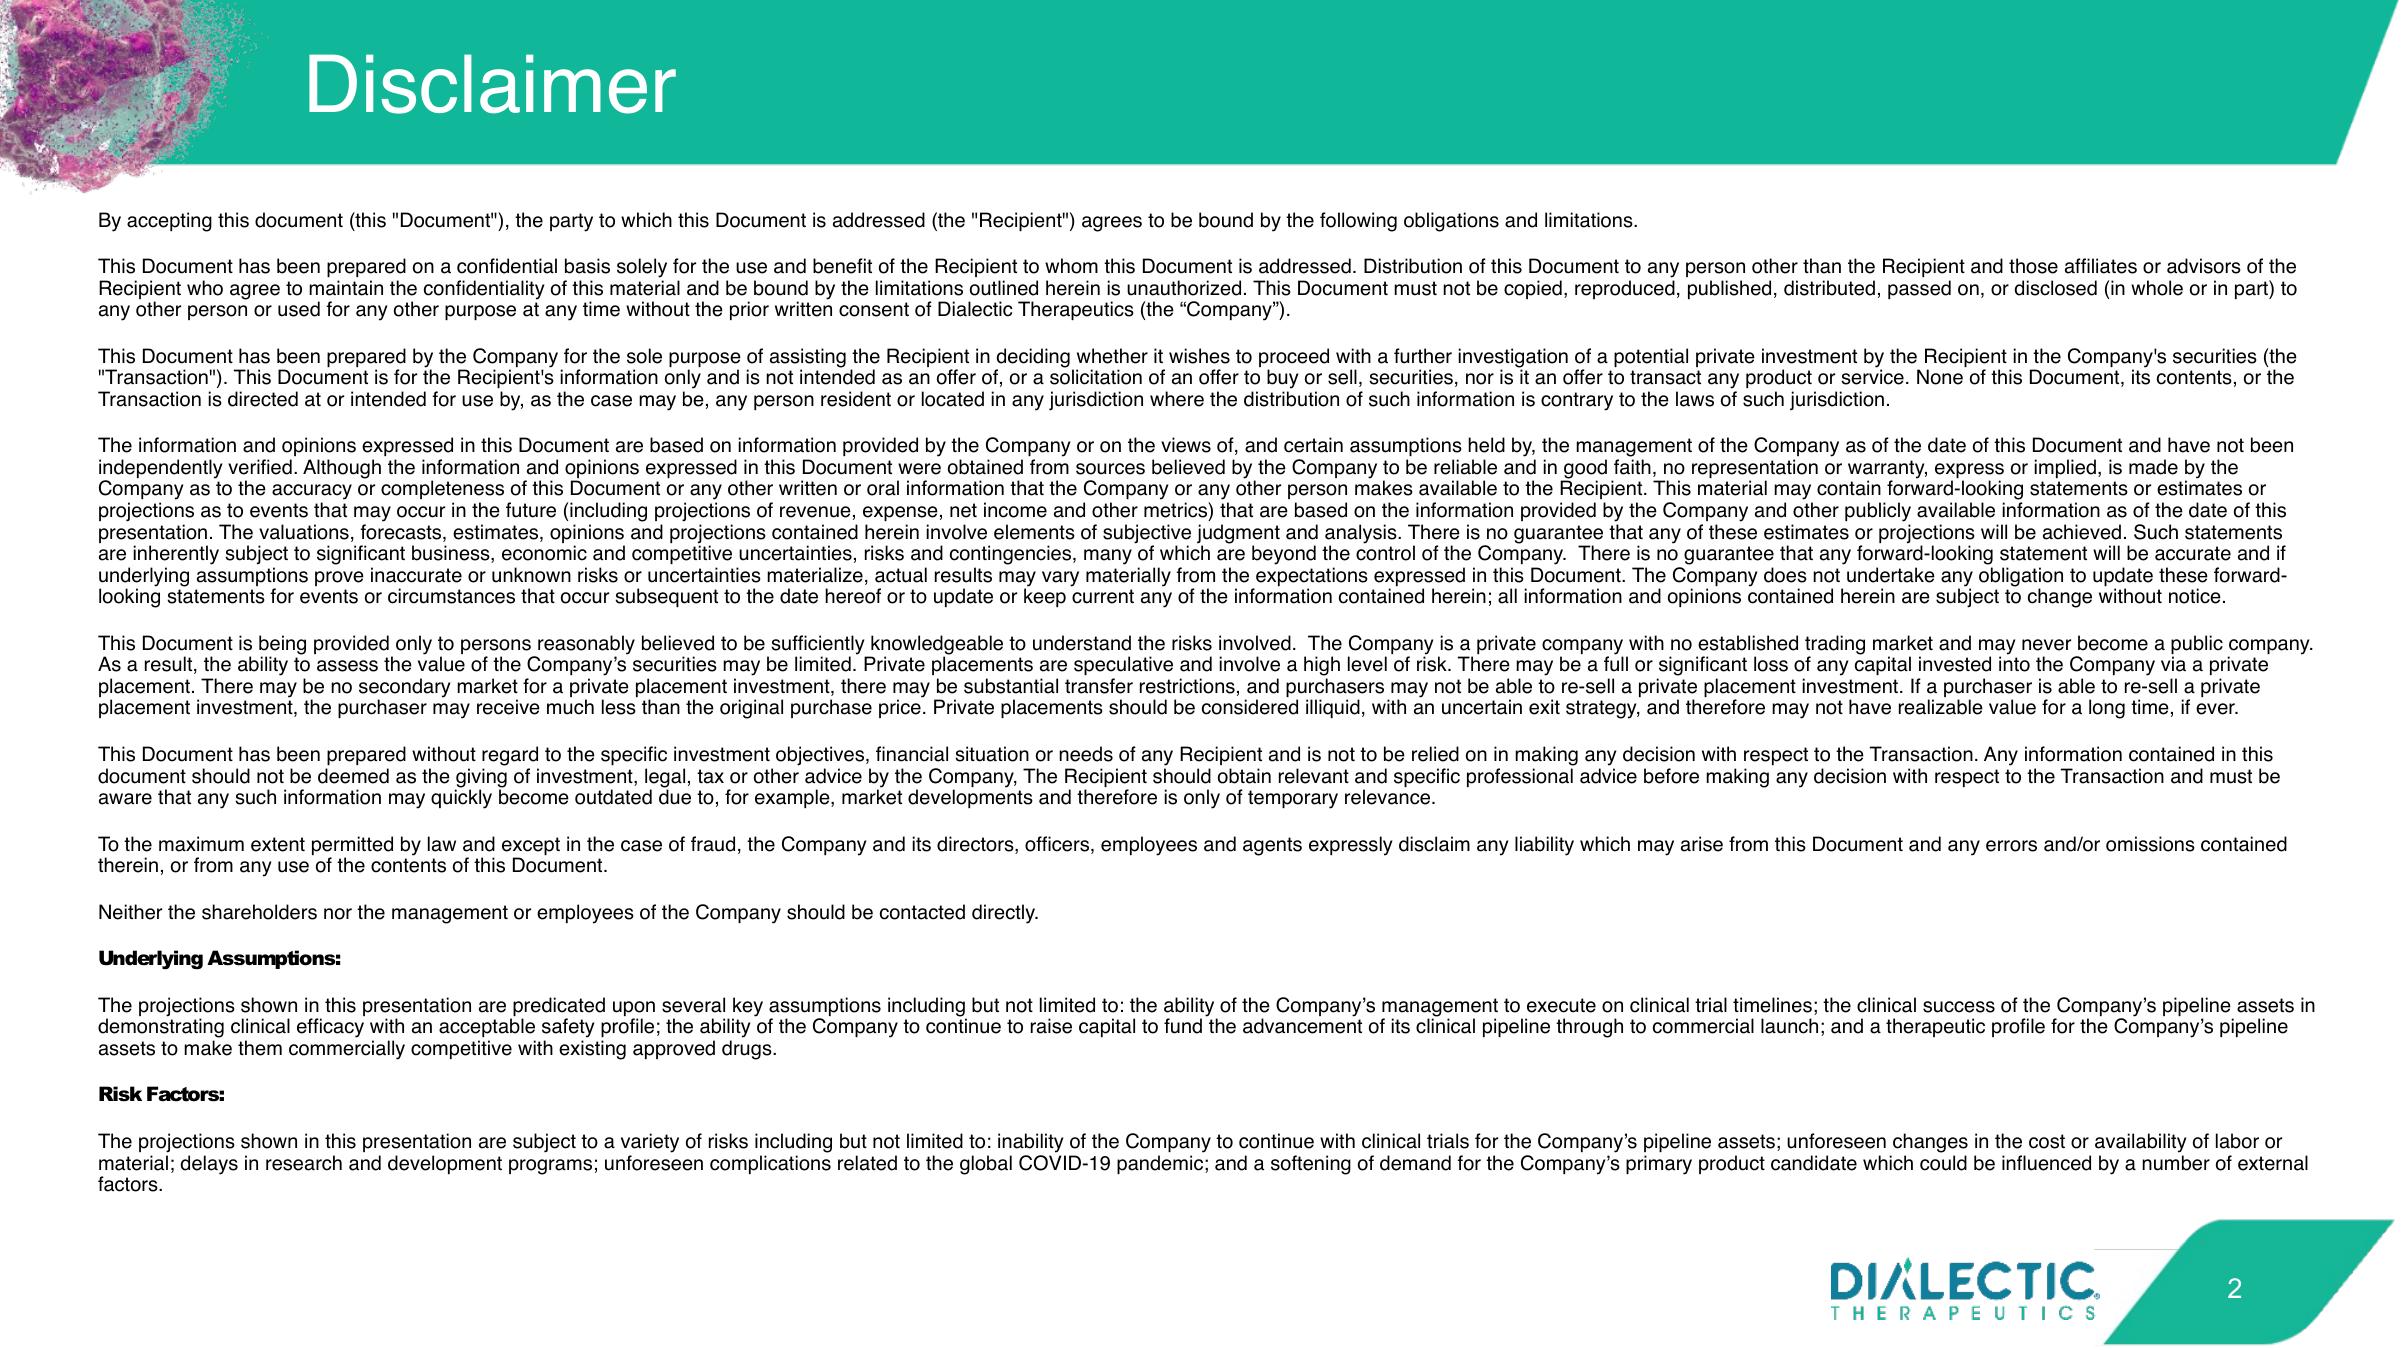 Disclaimer
By accepting this document (this "Document"), the party to which this Document is addressed (the "Recipient") agrees to be bound by the following obligations and limitations.
This Document has been prepared on a confidential basis solely for the use and benefit of the Recipient to whom this Document is addressed. Distribution of this Document to any person other than the Recipient and those affiliates or advisors of the
Recipient who agree to maintain the confidentiality of this material and be bound by the limitations outlined herein is unauthorized. This Document must not be copied, reproduced, published, distributed, passed on, or disclosed (in whole or in part) to
any other person or used for any other purpose at any time without the prior written consent of Dialectic Therapeutics (the “Company”).
This Document has been prepared by the Company for the sole purpose of assisting the Recipient in deciding whether it wishes to proceed with a further investigation of a potential private investment by the Recipient in the Company's securities (the
"Transaction"). This Document is for the Recipient's information only and is not intended as an offer of, or a solicitation of an offer to buy or sell, securities, nor is it an offer to transact any product or service. None of this Document, its contents, or the
Transaction is directed at or intended for use by, as the case may be, any person resident or located in any jurisdiction where the distribution of such information is contrary to the laws of such jurisdiction.
The information and opinions expressed in this Document are based on information provided by the Company or on the views of, and certain assumptions held by, the management of the Company as of the date of this Document and have not been
independently verified. Although the information and opinions expressed in this Document were obtained from sources believed by the Company to be reliable and in good faith, no representation or warranty, express or implied, is made by the
Company as to the accuracy or completeness of this Document or any other written or oral information that the Company or any other person makes available to the Recipient. This material may contain forward-looking statements or estimates or
projections as to events that may occur in the future (including projections of revenue, expense, net income and other metrics) that are based on the information provided by the Company and other publicly available information as of the date of this
presentation. The valuations, forecasts, estimates, opinions and projections contained herein involve elements of subjective judgment and analysis. There is no guarantee that any of these estimates or projections will be achieved. Such statements
are inherently subject to significant business, economic and competitive uncertainties, risks and contingencies, many of which are beyond the control of the Company.  There is no guarantee that any forward-looking statement will be accurate and if
underlying assumptions prove inaccurate or unknown risks or uncertainties materialize, actual results may vary materially from the expectations expressed in this Document. The Company does not undertake any obligation to update these forward-
looking statements for events or circumstances that occur subsequent to the date hereof or to update or keep current any of the information contained herein; all information and opinions contained herein are subject to change without notice.
This Document is being provided only to persons reasonably believed to be sufficiently knowledgeable to understand the risks involved.  The Company is a private company with no established trading market and may never become a public company.
As a result, the ability to assess the value of the Company’s securities may be limited. Private placements are speculative and involve a high level of risk. There may be a full or significant loss of any capital invested into the Company via a private
placement. There may be no secondary market for a private placement investment, there may be substantial transfer restrictions, and purchasers may not be able to re-sell a private placement investment. If a purchaser is able to re-sell a private
placement investment, the purchaser may receive much less than the original purchase price. Private placements should be considered illiquid, with an uncertain exit strategy, and therefore may not have realizable value for a long time, if ever.
This Document has been prepared without regard to the specific investment objectives, financial situation or needs of any Recipient and is not to be relied on in making any decision with respect to the Transaction. Any information contained in this
document should not be deemed as the giving of investment, legal, tax or other advice by the Company, The Recipient should obtain relevant and specific professional advice before making any decision with respect to the Transaction and must be
aware that any such information may quickly become outdated due to, for example, market developments and therefore is only of temporary relevance.
To the maximum extent permitted by law and except in the case of fraud, the Company and its directors, officers, employees and agents expressly disclaim any liability which may arise from this Document and any errors and/or omissions contained
therein, or from any use of the contents of this Document.
Neither the shareholders nor the management or employees of the Company should be contacted directly.
Underlying Assumptions:
The projections shown in this presentation are predicated upon several key assumptions including but not limited to: the ability of the Company’s management to execute on clinical trial timelines; the clinical success of the Company’s pipeline assets in
demonstrating clinical efficacy with an acceptable safety profile; the ability of the Company to continue to raise capital to fund the advancement of its clinical pipeline through to commercial launch; and a therapeutic profile for the Company’s pipeline
assets to make them commercially competitive with existing approved drugs.
Risk Factors:
The projections shown in this presentation are subject to a variety of risks including but not limited to: inability of the Company to continue with clinical trials for the Company’s pipeline assets; unforeseen changes in the cost or availability of labor or
material; delays in research and development programs; unforeseen complications related to the global COVID-19 pandemic; and a softening of demand for the Company’s primary product candidate which could be influenced by a number of external
factors.
DIALECTIC®
THERAPEUTICS
2